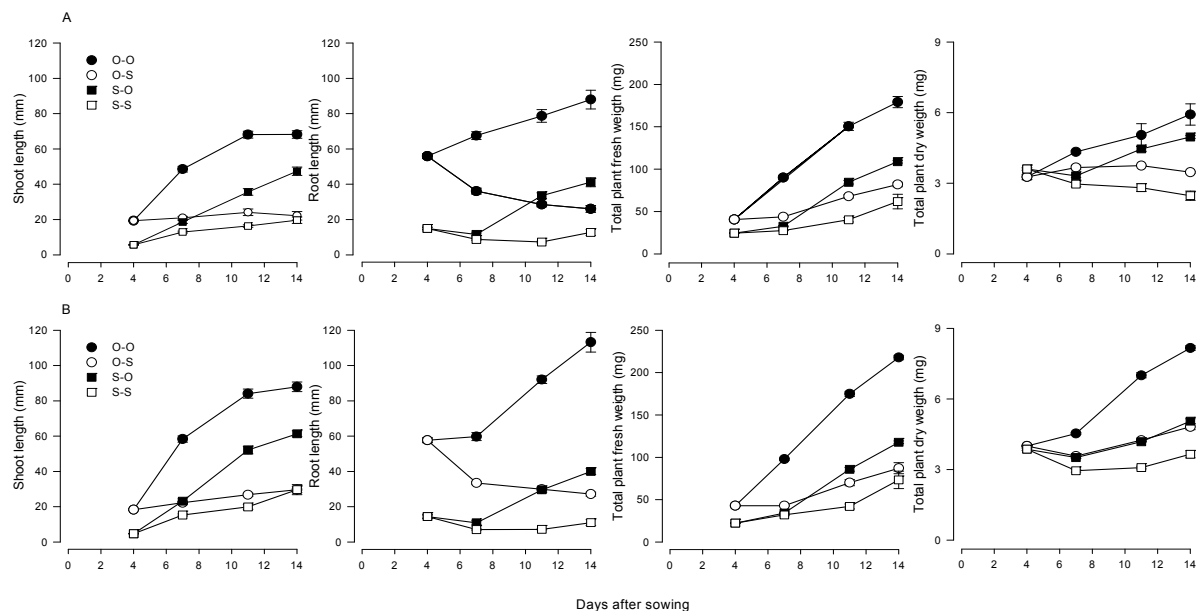 A
Shoot length (mm)
120
100
80
60
40
20
0
O-O
O-S
S-O
S-S
0 2 4 6 8 10 12 14
Root length (mm)
120
100
80
60
40
20
0
0 2 4 6 8 10 12 14
Total plant fresh weigth (mg)
250
200
150
100
50
0
0 2 4 6 8 10 12 14
Total plant dry weigth (mg)
9
6
3
0
0 2 4 6 8 10 12 14
B
Shoot length (mm)
120
100
80
60
40
20
0
O-O
O-S
S-O
S-S
0 2 4 6 8 10 12 14
Root length (mm)
120
100
80
60
40
20
0
0 2 4 6 8 10 12 14
Total plant fresh weigth (mg)
250
200
150
100
50
0
0 2 4 6 8 10 12 14
Total plant dry weigth (mg)
9
6
3
0
0 2 4 6 8 10 12 14
Days after sowing